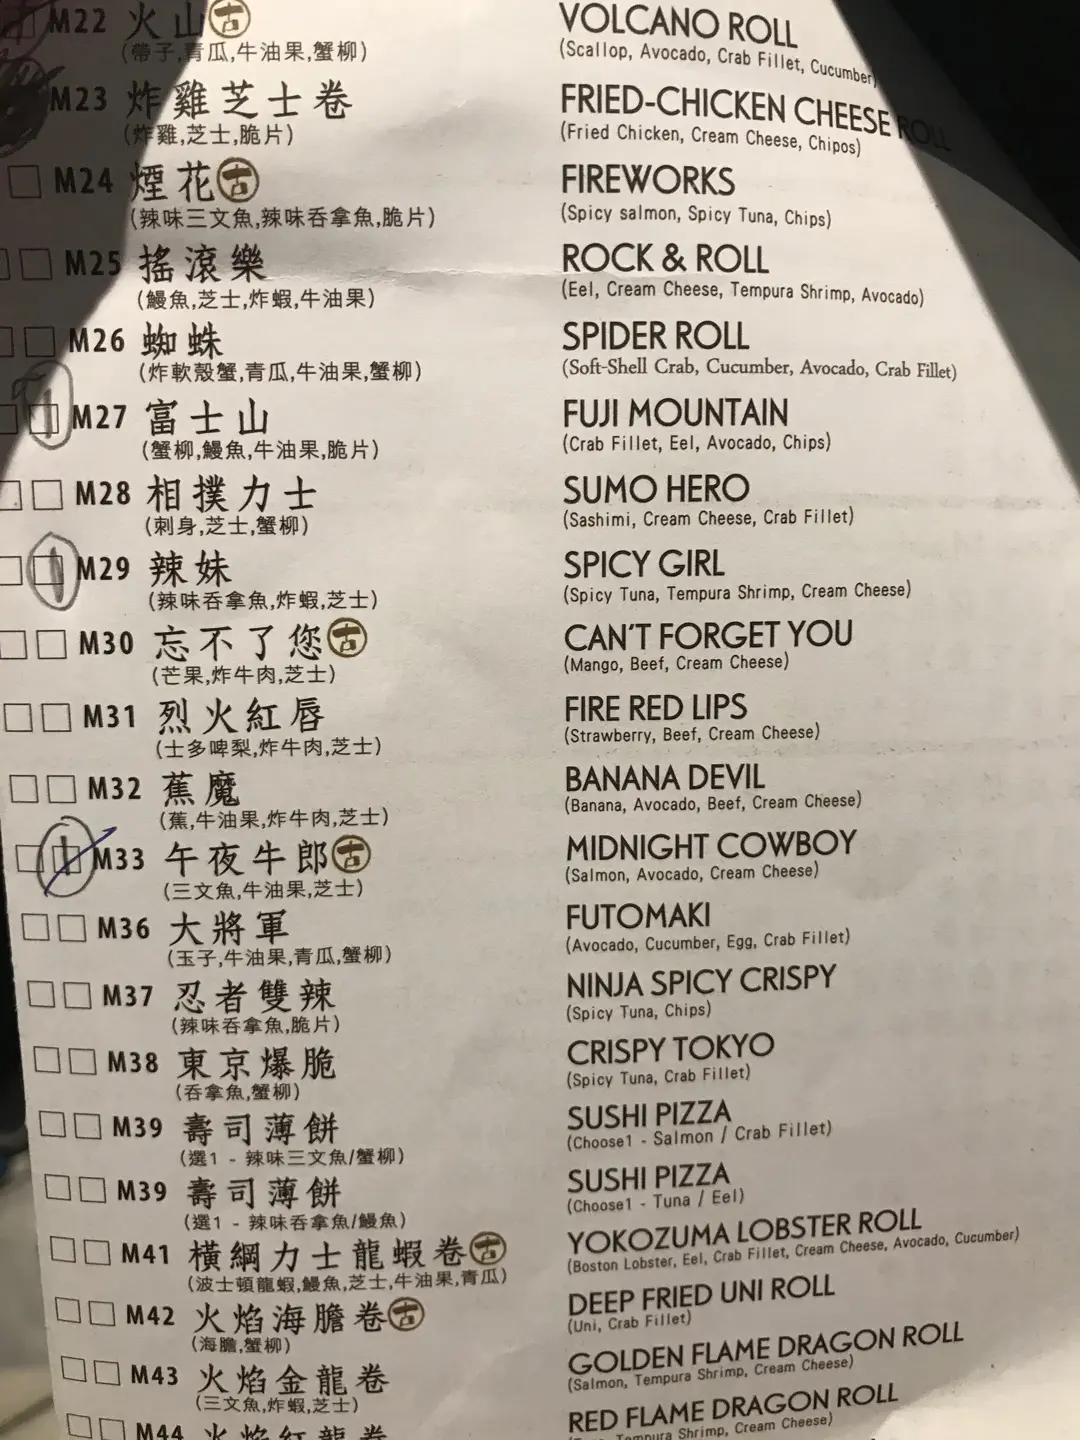 M22 火山 古 VOLCANO ROLL
(帶子,青瓜,牛油果,蟹柳) (Scallop, Avocado, Crab Fillet, Cucumber)
M23 炸雞芝士卷 FRIED-CHICKEN CHEESE ROLL
(炸雞,芝士,脆片) (Fried Chicken, Cream Cheese, Chipos)
M24 煙花 古 FIREWORKS
(辣味三文魚,辣味吞拿魚,脆片) (Spicy salmon, Spicy Tuna, Chips)
M25 搖滾樂 ROCK & ROLL
(鰻魚,芝士,炸蝦,牛油果) (Eel, Cream Cheese, Tempura Shrimp, Avocado)
M26 蜘蛛 SPIDER ROLL
(炸軟殼蟹,青瓜,牛油果,蟹柳) (Soft-Shell Crab, Cucumber, Avocado, Crab Fillet)
1 M27 富士山 FUJI MOUNTAIN
(蟹柳,鰻魚,牛油果,脆片) (Crab Fillet, Eel, Avocado, Chips)
M28 相撲力士 SUMO HERO
(刺身,芝士,蟹柳) (Sashimi, Cream Cheese, Crab Fillet)
1 M29 辣妹 SPICY GIRL
(辣味吞拿魚,炸蝦,芝士) (Spicy Tuna, Tempura Shrimp, Cream Cheese)
M30 忘不了您 古 CAN'T FORGET YOU
(芒果,炸牛肉,芝士) (Mango, Beef, Cream Cheese)
M31 烈火紅唇 FIRE RED LIPS
(士多啤梨,炸牛肉,芝士) (Strawberry, Beef, Cream Cheese)
M32 蕉魔 BANANA DEVIL
(蕉,牛油果,炸牛肉,芝士) (Banana, Avocado, Beef, Cream Cheese)
1 M33 午夜牛郎 古 MIDNIGHT COWBOY
(三文魚,牛油果,芝士) (Salmon, Avocado, Cream Cheese)
M36 大將軍 FUTOMAKI
(玉子,牛油果,青瓜,蟹柳) (Avocado, Cucumber, Egg, Crab Fillet)
M37 忍者雙辣 NINJA SPICY CRISPY
(辣味吞拿魚,脆片) (Spicy Tuna, Chips)
M38 東京爆脆 CRISPY TOKYO
(吞拿魚,蟹柳) (Spicy Tuna, Crab Fillet)
M39 壽司薄餅 SUSHI PIZZA
(選1 - 辣味三文魚/蟹柳) (Choose1 - Salmon / Crab Fillet)
M39 壽司薄餅 SUSHI PIZZA
(選1 - 辣味吞拿魚/鰻魚) (Choose1 - Tuna / Eel)
M41 橫綱力士龍蝦卷 古 YOKOZUMA LOBSTER ROLL
(波士頓龍蝦,鰻魚,芝士,牛油果,青瓜) (Boston Lobster, Eel, Crab Fillet, Cream Cheese, Avocado, Cucumber)
M42 火焰海膽卷 古 DEEP FRIED UNI ROLL
(海膽,蟹柳) (Uni, Crab Fillet)
M43 火焰金龍卷 GOLDEN FLAME DRAGON ROLL
(三文魚,炸蝦,芝士) (Salmon, Tempura Shrimp, Cream Cheese)
M44 火焰紅龍卷 RED FLAME DRAGON ROLL
Tempura Shrimp, Cream Cheese)